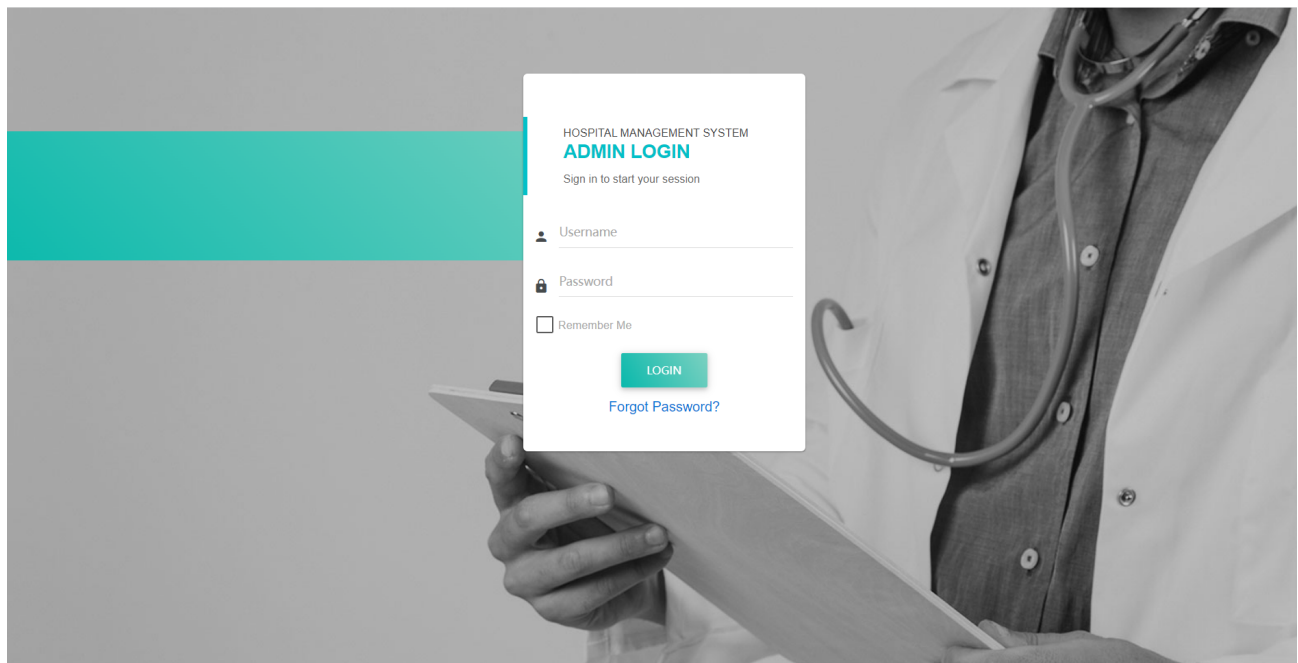 HOSPITAL MANAGEMENT SYSTEM
ADMIN LOGIN
Sign in to start your session
Username
Password
Remember Me
LOGIN
Forgot Password?